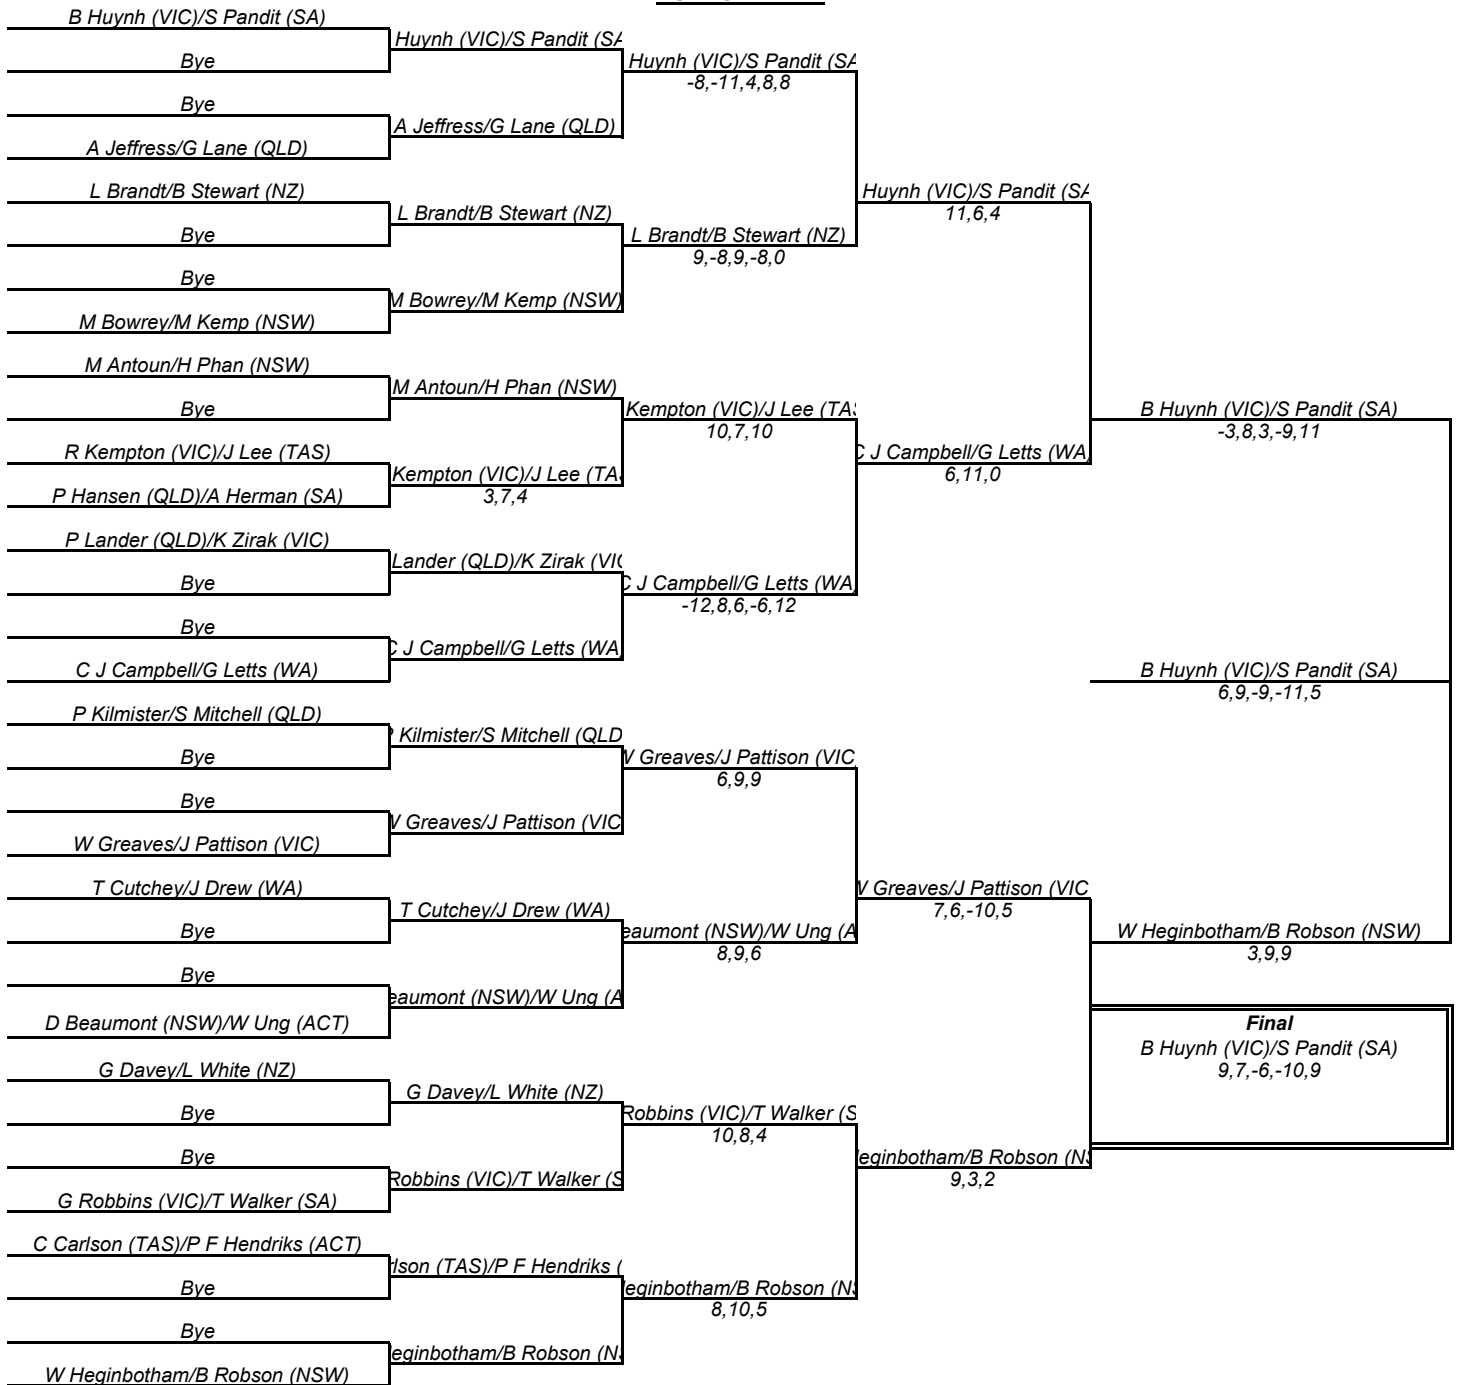 B Huynh (VIC)/S Pandit (SA)
Bye
Bye
A Jeffress/G Lane (QLD)
L Brandt/B Stewart (NZ)
Bye
Bye
M Bowrey/M Kemp (NSW)
M Antoun/H Phan (NSW)
Bye
R Kempton (VIC)/J Lee (TAS)
P Hansen (QLD)/A Herman (SA)
P Lander (QLD)/K Zirak (VIC)
Bye
Bye
C J Campbell/G Letts (WA)
P Kilmister/S Mitchell (QLD)
Bye
Bye
W Greaves/J Pattison (VIC)
T Cutchey/J Drew (WA)
Bye
Bye
D Beaumont (NSW)/W Ung (ACT)
G Davey/L White (NZ)
Bye
Bye
G Robbins (VIC)/T Walker (SA)
C Carlson (TAS)/P F Hendriks (ACT)
Bye
Bye
W Heginbotham/B Robson (NSW)
Huynh (VIC)/S Pandit (SA
A Jeffress/G Lane (QLD)
L Brandt/B Stewart (NZ)
M Bowrey/M Kemp (NSW)
M Antoun/H Phan (NSW)
Kempton (VIC)/J Lee (TA
3,7,4
Lander (QLD)/K Zirak (VIC
C J Campbell/G Letts (WA
P Kilmister/S Mitchell (QLD
W Greaves/J Pattison (VIC
T Cutchey/J Drew (WA)
eaumont (NSW)/W Ung (A
G Davey/L White (NZ)
Robbins (VIC)/T Walker (S
rlson (TAS)/P F Hendriks (
eginbotham/B Robson (NS
Huynh (VIC)/S Pandit (SA
-8,-11,4,8,8
L Brandt/B Stewart (NZ)
9,-8,9,-8,0
Kempton (VIC)/J Lee (TAS
10,7,10
C J Campbell/G Letts (WA
-12,8,6,-6,12
W Greaves/J Pattison (VIC
6,9,9
eaumont (NSW)/W Ung (A
8,9,6
Robbins (VIC)/T Walker (S
10,8,4
eginbotham/B Robson (NS
8,10,5
Huynh (VIC)/S Pandit (SA
11,6,4
C J Campbell/G Letts (WA)
6,11,0
W Greaves/J Pattison (VIC
7,6,-10,5
eginbotham/B Robson (NS
9,3,2
B Huynh (VIC)/S Pandit (SA)
-3,8,3,-9,11
B Huynh (VIC)/S Pandit (SA)
6,9,-9,-11,5
W Heginbotham/B Robson (NSW)
3,9,9
Final
B Huynh (VIC)/S Pandit (SA)
9,7,-6,-10,9